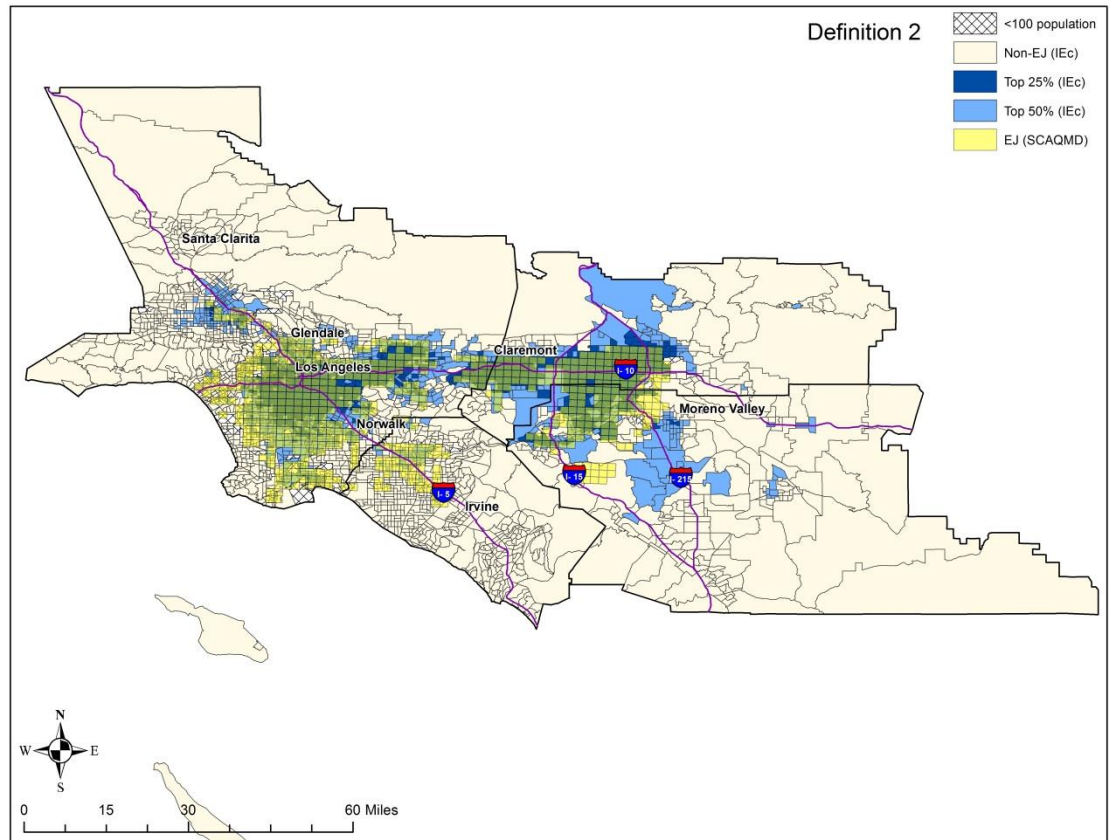 Definition 2
<100 population
Non-EJ (IEc)
Top 25% (IEc)
Top 50% (IEc)
EJ (SCAQMD)
Santa Clarita
Glendale
Claremont
Los Angeles
I- 10
Moreno Valley
Norwalk
I- 15
I- 215
I- 5
Irvine
N
W E
S
0 15 30 60 Miles